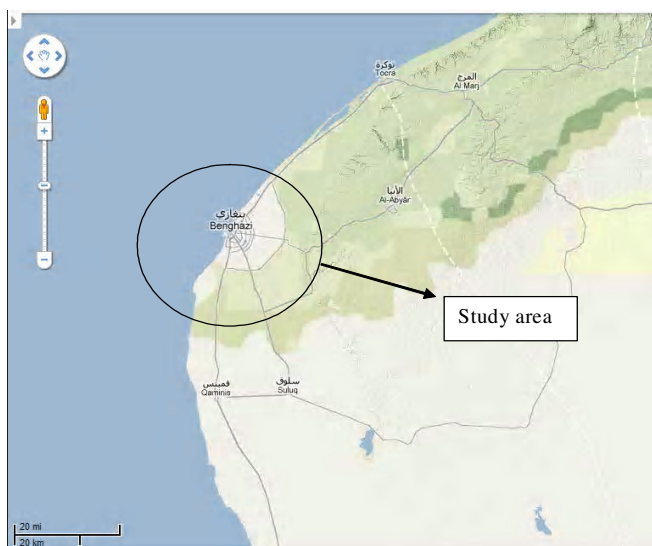 توكرة
Tocra
المرج
Al Marj
الأبيار
Al-Abyār
بنغازي
Benghazi
Study area
قمينس
Qaminis
سلوق
Suluq
20 mi
20 km